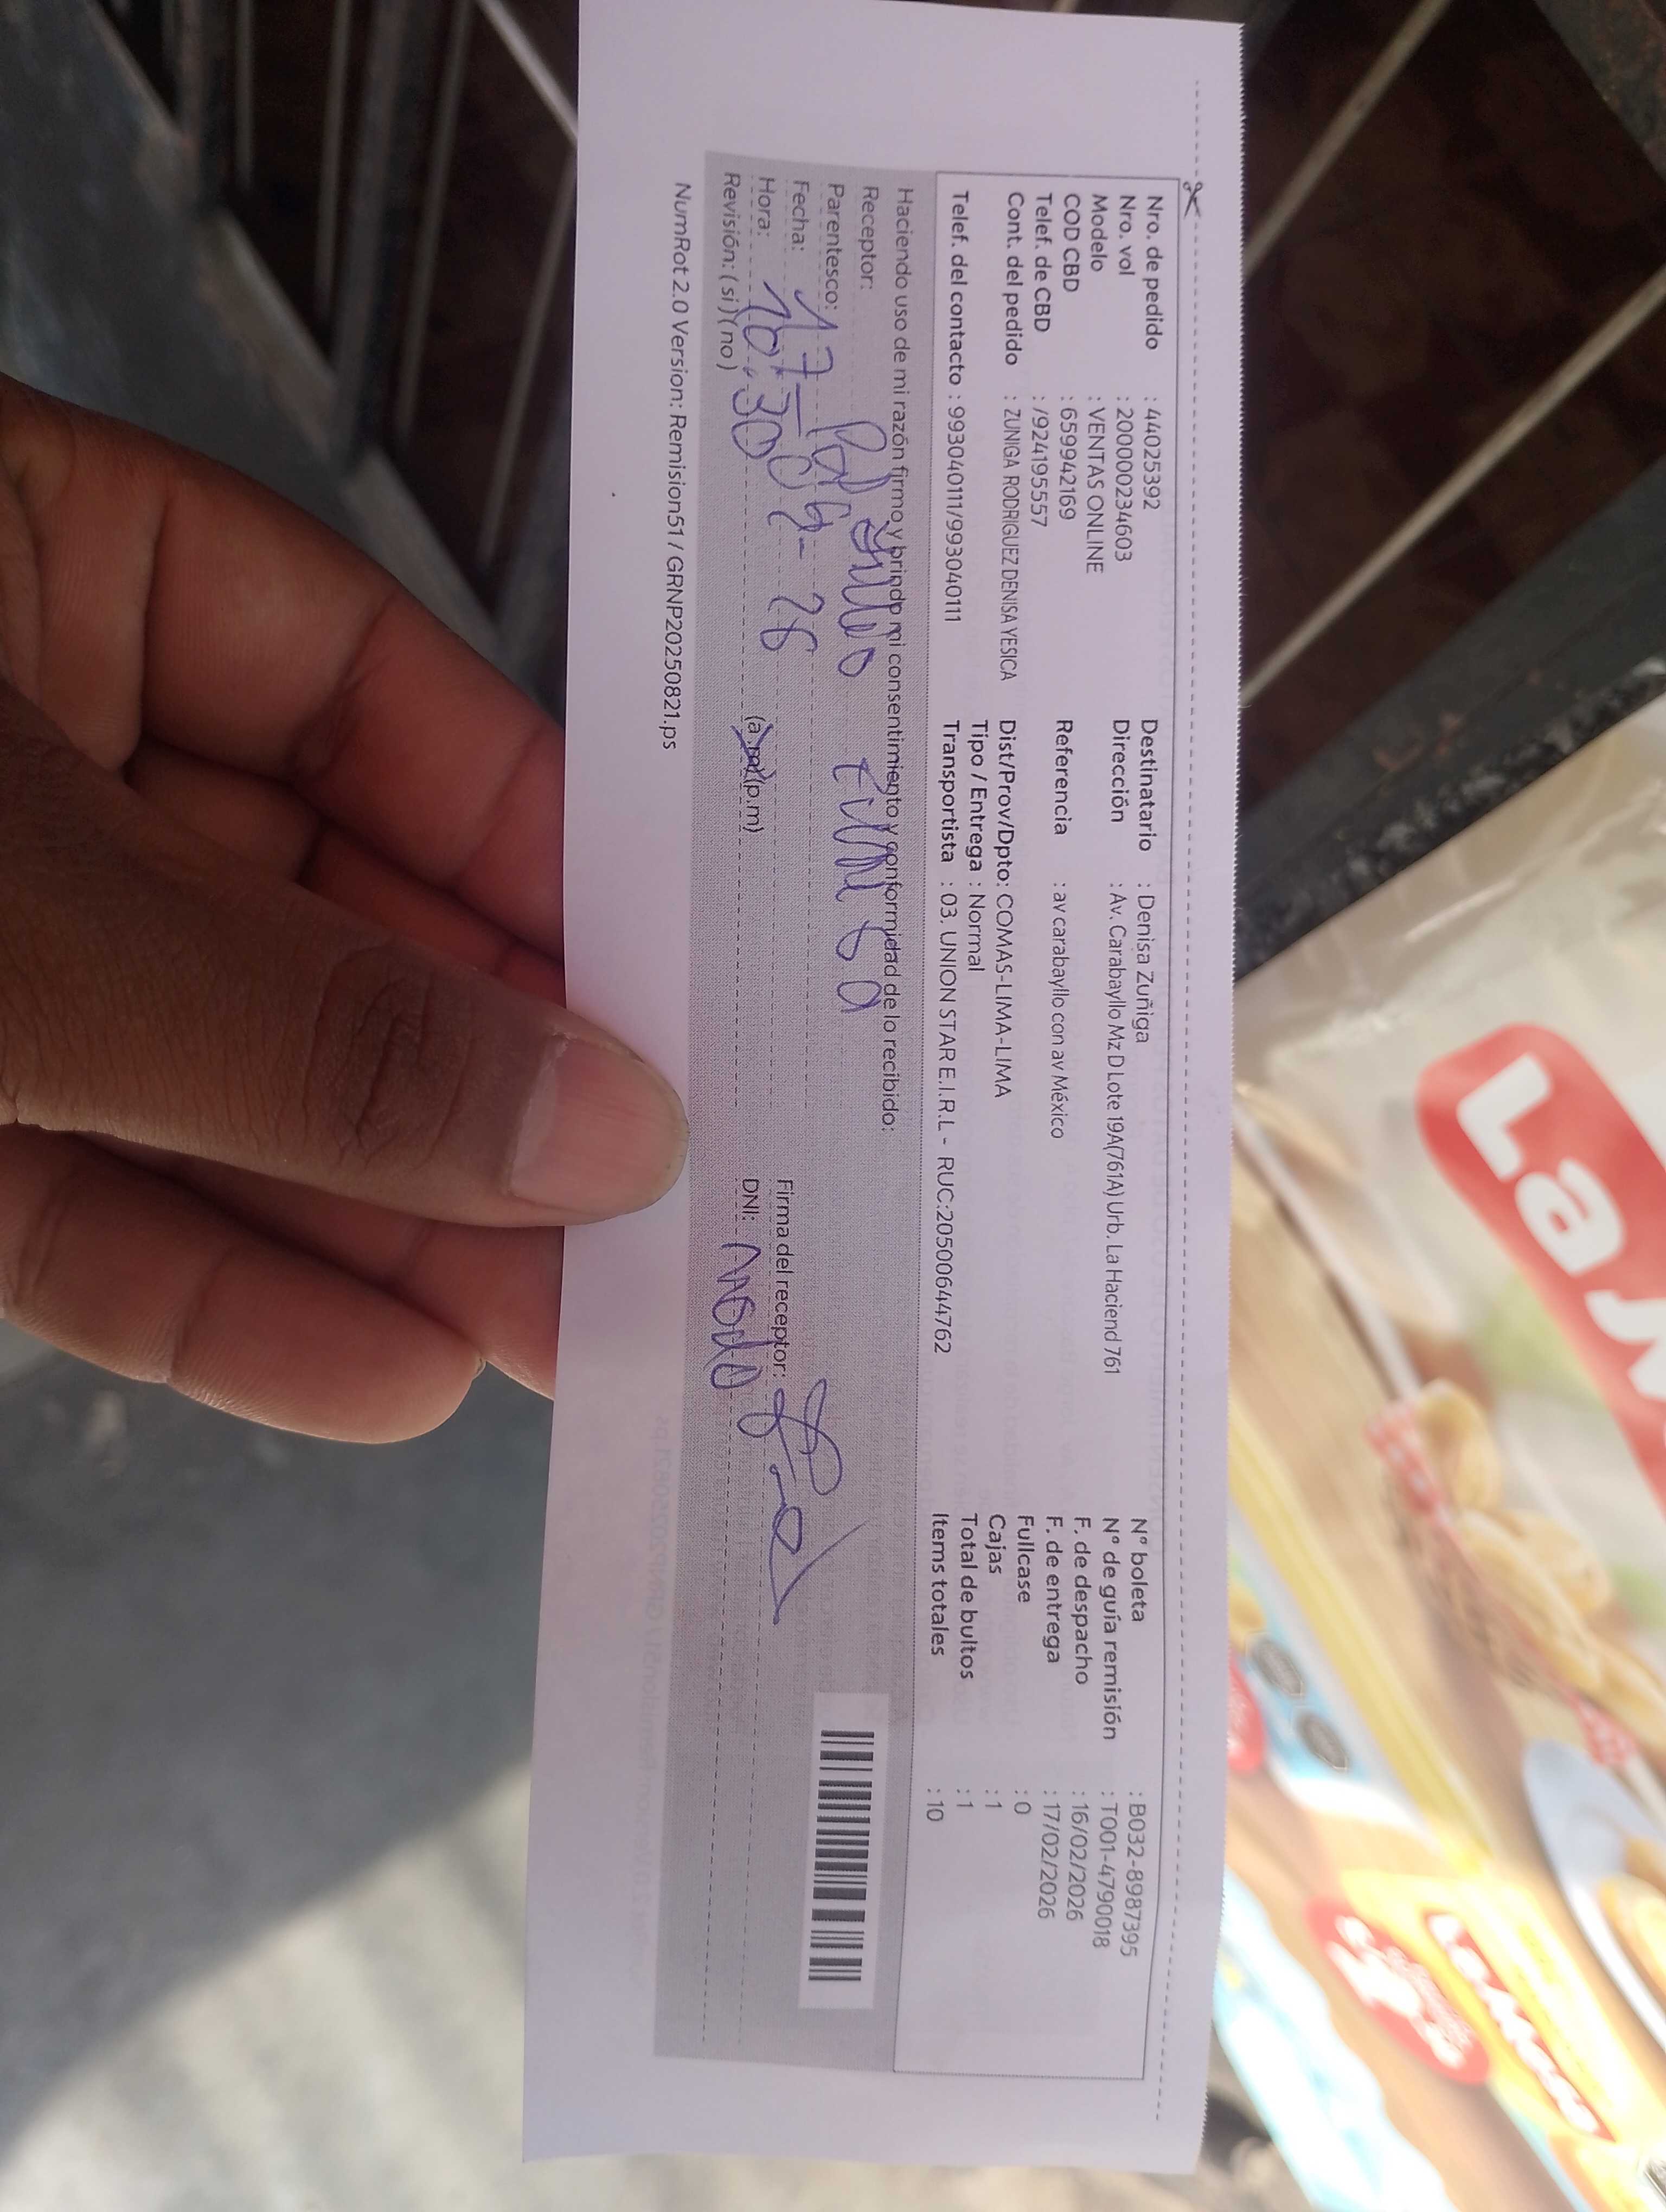 Nro. de pedido : 44025392
Nro. vol : 2000002234603
Modelo : VENTAS ONLINE
COD CBD : 659942169
Telef. de CBD : /924195557
Cont. del pedido : ZUNIGA RODRIGUEZ DENISA YESICA
Telef. del contacto : 993040111/993040111
Destinatario : Denisa Zuñiga
Dirección : Av. Carabayllo Mz D Lote 19A(761A) Urb. La Haciend 761
Referencia : av carabayllo con av México
Dist/Prov/Dpto: COMAS-LIMA-LIMA
Tipo / Entrega : Normal
Transportista : 03. UNION STAR E.I.R.L - RUC:20500644762
N° boleta : B032-8987395
N° de guía remisión : T001-4790018
F. de despacho : 16/02/2026
F. de entrega : 17/02/2026
Fullcase : 0
Cajas : 1
Total de bultos : 1
Items totales : 10
Haciendo uso de mi razón firmo y brindo mi consentimiento y conformidad de lo recibido:
Receptor:
Parentesco:
Fecha: 17-02-26
Hora: 10:30 (a.m)(p.m)
Revisión: (si)(no)
Firma del receptor:
DNI:
NumRot 2.0 Version: Remision51 / GRNP20250821.ps
La